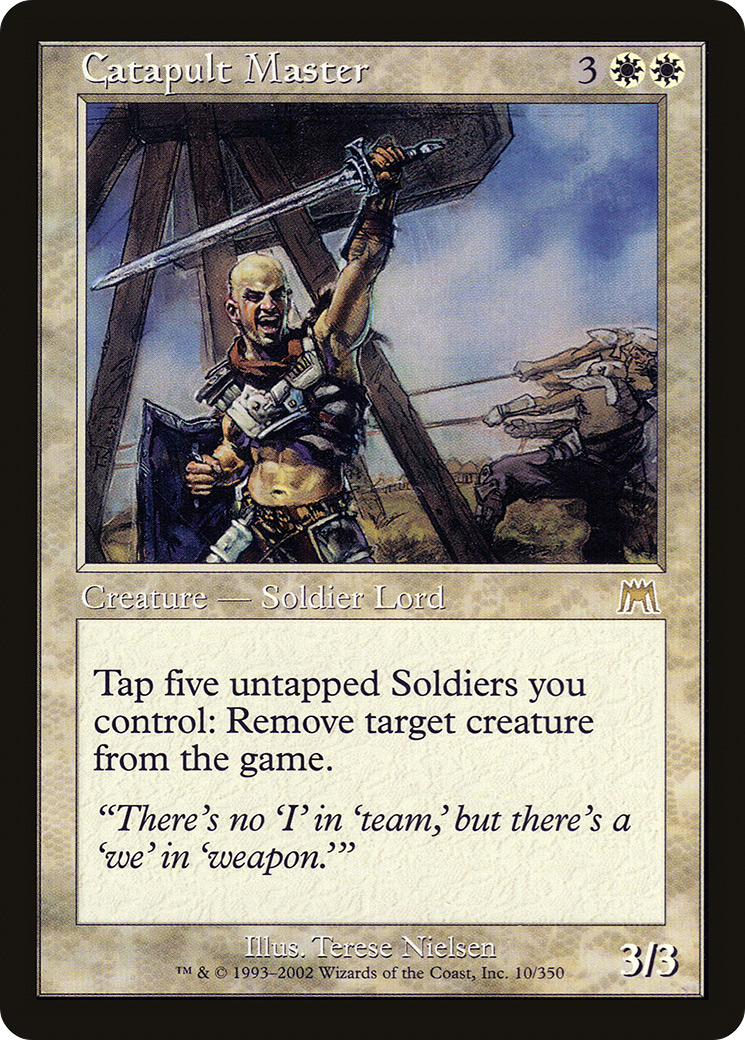 Catapult Master 3
Creature — Soldier Lord
Tap five untapped Soldiers you
control: Remove target creature
from the game.
“There’s no ‘I’ in ‘team,’ but there’s a
‘we’ in ‘weapon.’”
Illus. Terese Nielsen
™ & © 1993–2002 Wizards of the Coast, Inc. 10/350
3/3